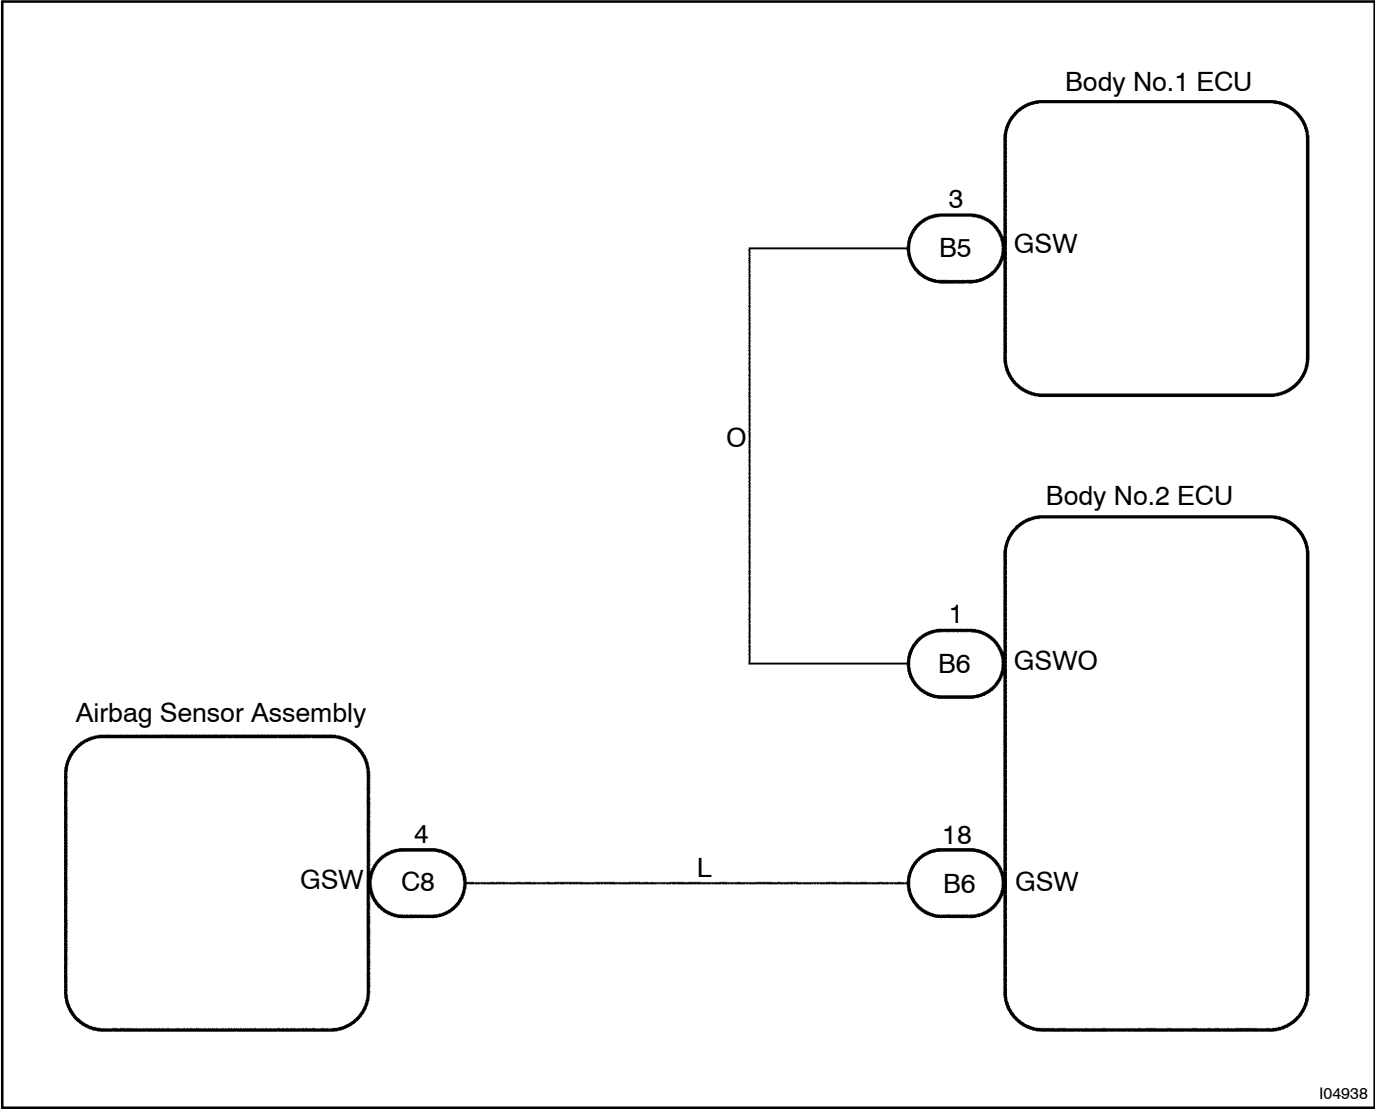 Body No.1 ECU
3
B5
GSW
O
Body No.2 ECU
1
B6
GSWO
Airbag Sensor Assembly
4
GSW
C8
L
18
B6
GSW
I04938